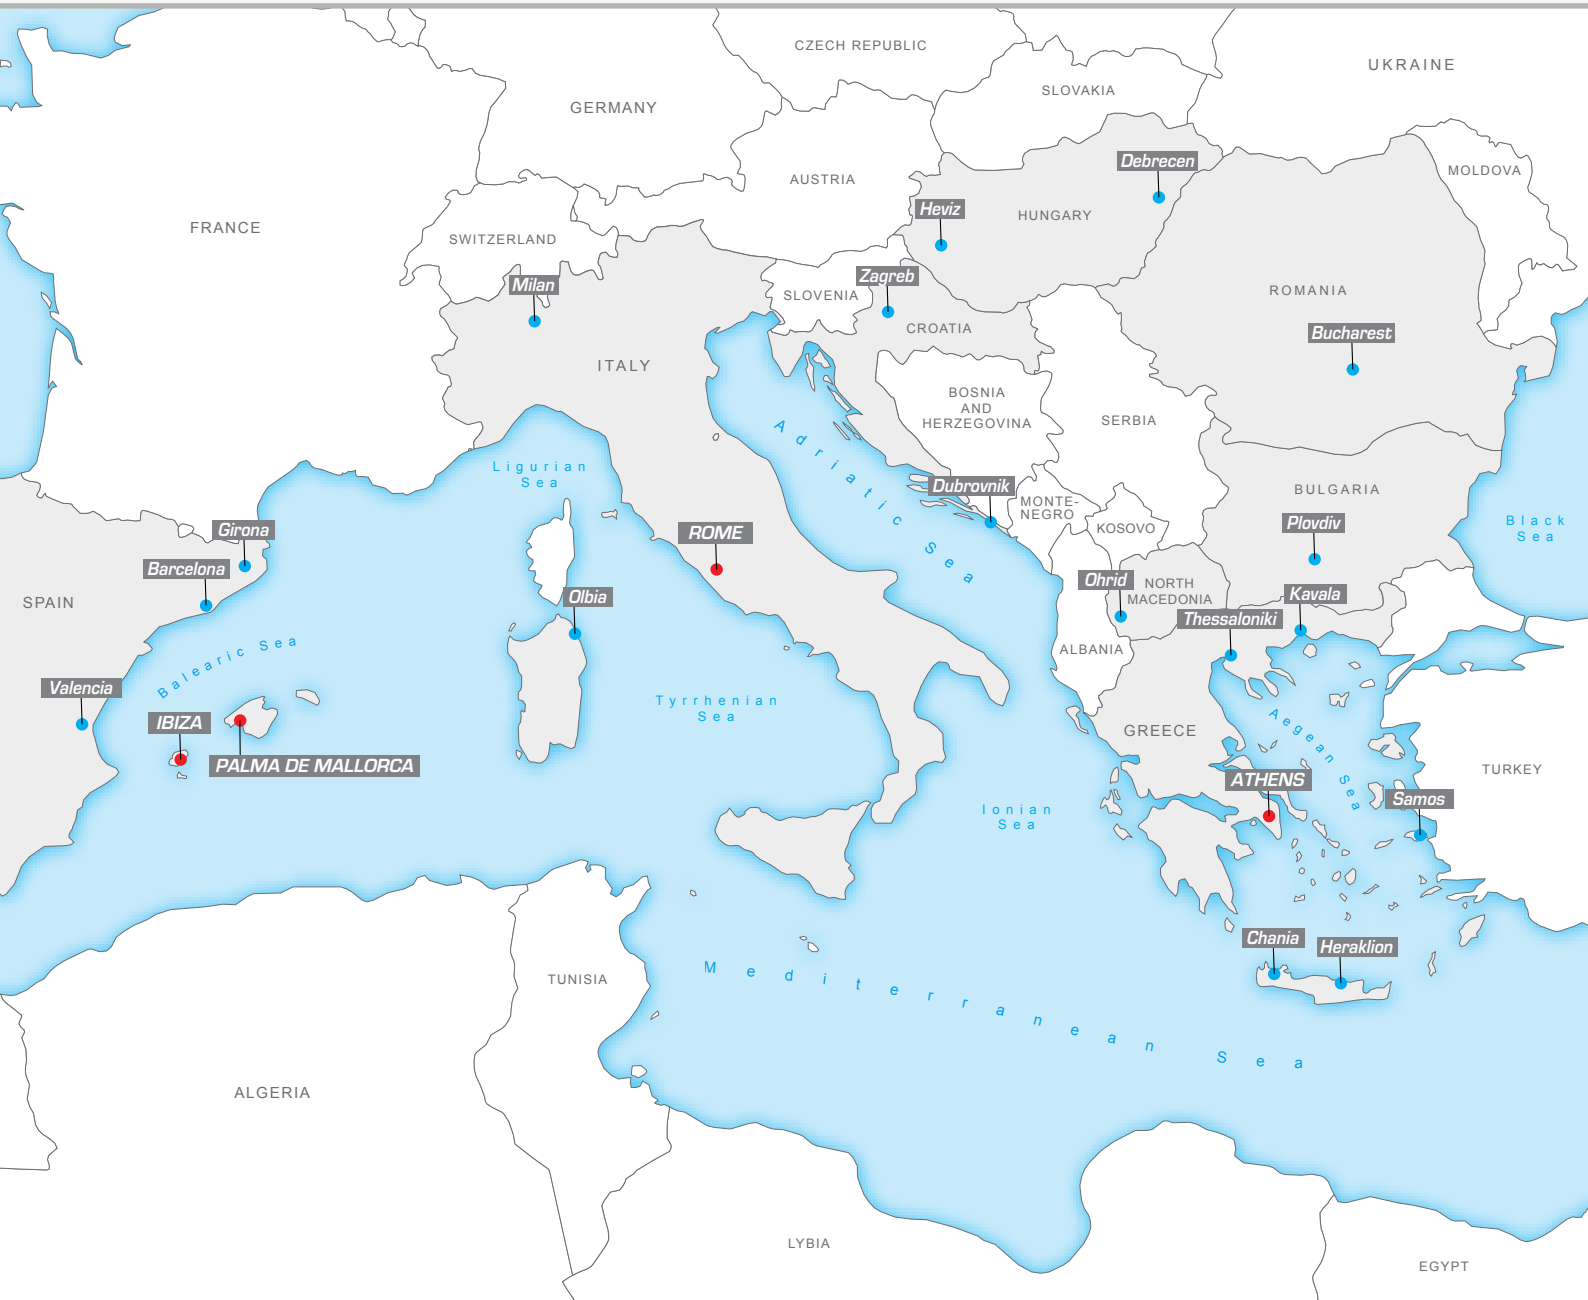 CZECH REPUBLIC
UKRAINE
SLOVAKIA
GERMANY
Debrecen
MOLDOVA
AUSTRIA
Heviz
HUNGARY
FRANCE
SWITZERLAND
Zagreb
Milan
SLOVENIA
ROMANIA
CROATIA
Bucharest
ITALY
BOSNIA
AND
HERZEGOVINA
SERBIA
Adriatic Sea
Ligurian
Sea
Dubrovnik
BULGARIA
MONTE-
NEGRO
KOSOVO
Plovdiv
Black
Sea
Girona
ROME
Barcelona
Ohrid
NORTH
MACEDONIA
Kavala
SPAIN
Olbia
Thessaloniki
Balearic Sea
ALBANIA
Valencia
Tyrrhenian
Sea
IBIZA
GREECE
Aegean Sea
PALMA DE MALLORCA
ATHENS
TURKEY
Samos
Ionian
Sea
Chania
Heraklion
Mediterranean Sea
TUNISIA
ALGERIA
LYBIA
EGYPT